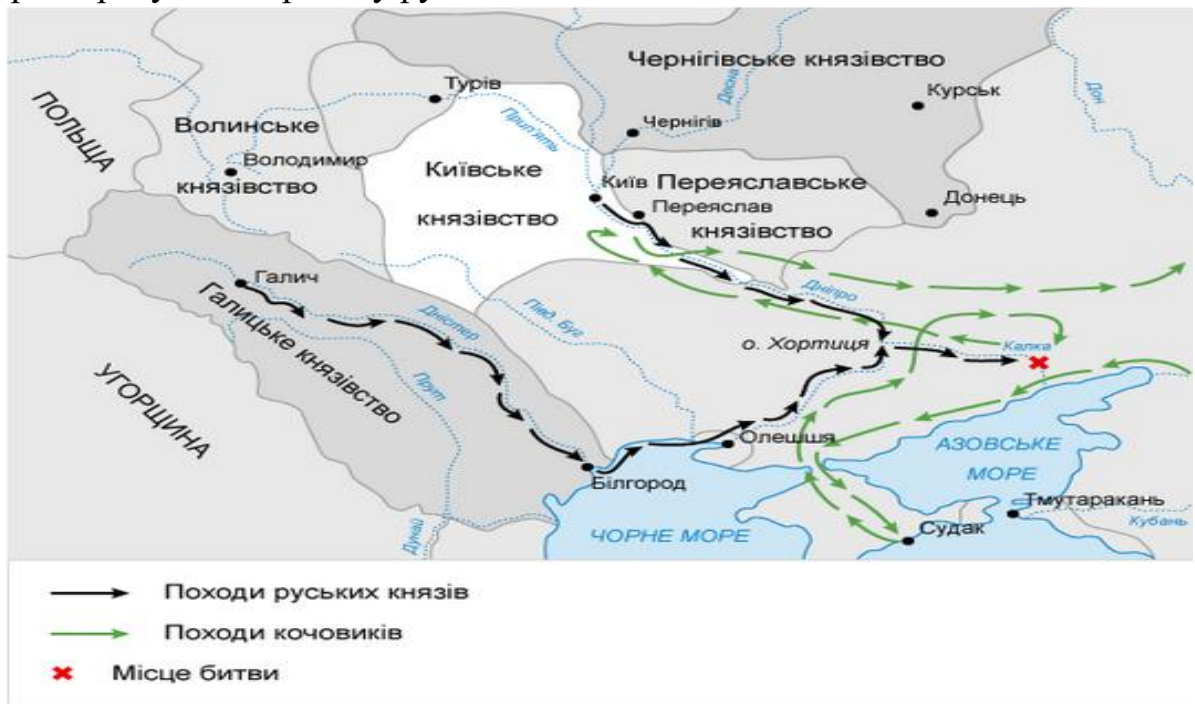 Чернігівське князівство
Курськ
Дон
Десна
Турів
ПОЛЬЩА
Волинське
князівство
Прип'ять
Чернігів
Володимир
Київське
князівство
Київ
Переяславське
князівство
Переяслав
Донець
Галич
Галицьке князівство
Дністер
Півд. Буг
Дніпро
о. Хортиця
Калка
УГОРЩИНА
Прут
Олешшя
Білгород
АЗОВСЬКЕ
МОРЕ
Тмутаракань
Кубань
Судак
ЧОРНЕ МОРЕ
Дунай
Походи руських князів
Походи кочовиків
Місце битви